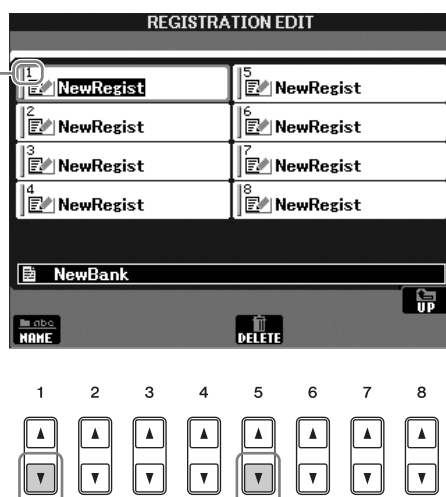 REGISTRATION EDIT
1 NewRegist
5 NewRegist
2 NewRegist
6 NewRegist
3 NewRegist
7 NewRegist
4 NewRegist
8 NewRegist
NewBank
UP
abc
NAME
DELETE
1 2 3 4 5 6 7 8